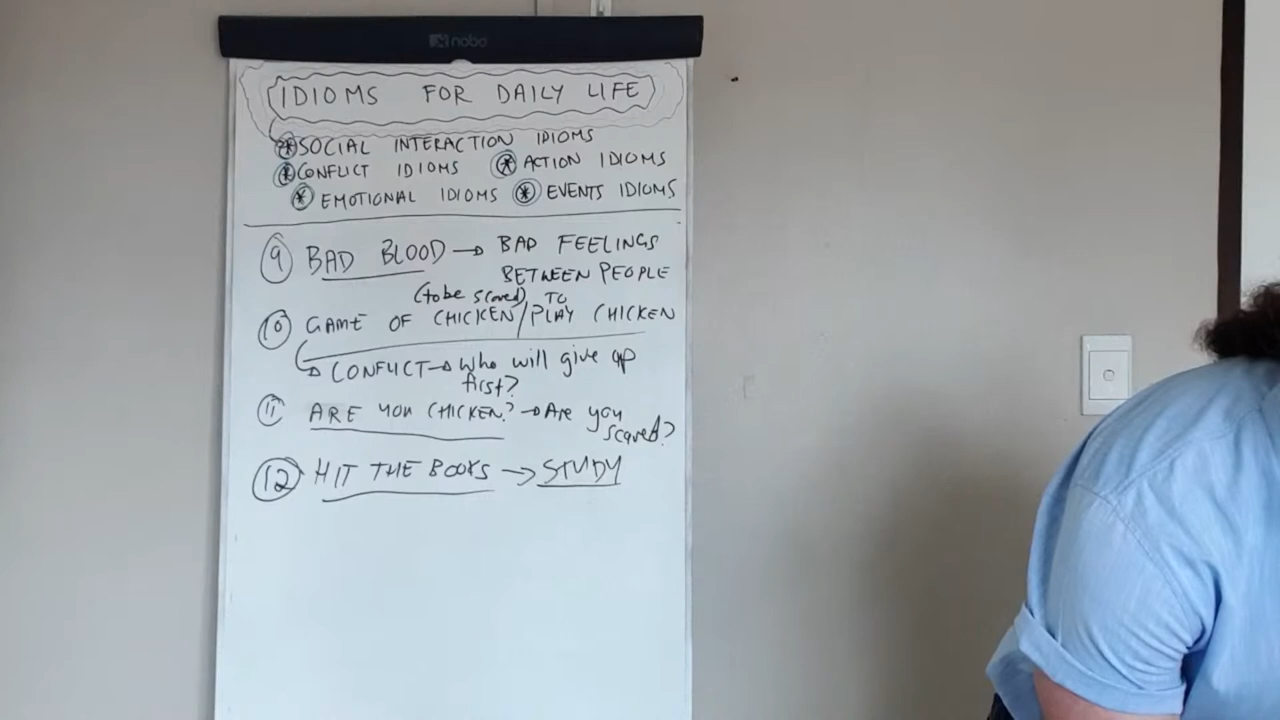 nobo
IDIOMS FOR DAILY LIFE
* SOCIAL INTERACTION IDIOMS
* CONFLICT IDIOMS * ACTION IDIOMS
* EMOTIONAL IDIOMS * EVENTS IDIOMS
9 BAD BLOOD → BAD FEELINGS
BETWEEN PEOPLE
(to be scared) TO
10 GAME OF CHICKEN / PLAY CHICKEN
→ CONFLICT → Who will give up
first?
11 ARE YOU CHICKEN? → Are you
scared?
12 HIT THE BOOKS → STUDY